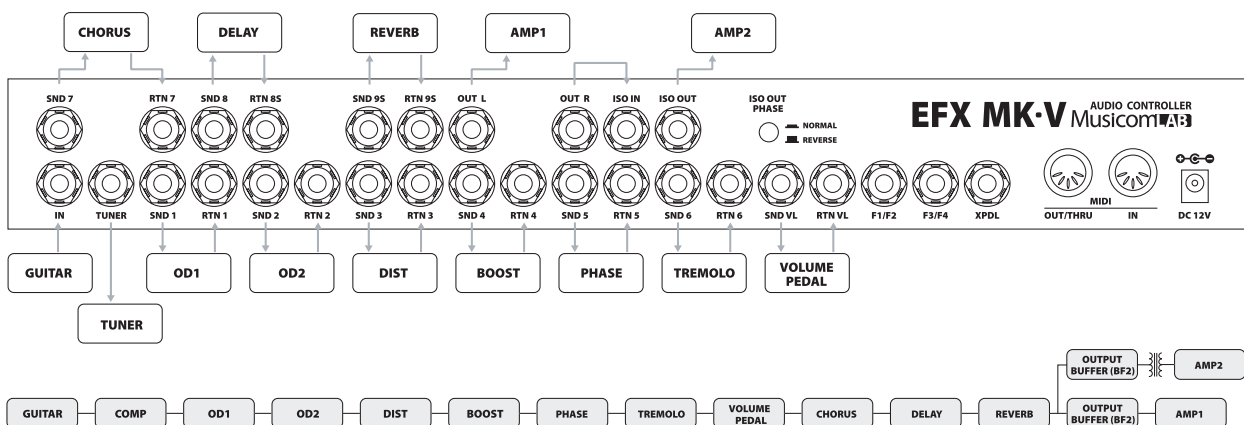 CHORUS DELAY REVERB AMP1 AMP2
SND 7 RTN 7 SND 8 RTN 8S SND 9S RTN 9S OUT L OUT R ISO IN ISO OUT
ISO OUT
PHASE
NORMAL
REVERSE
EFX MK·V AUDIO CONTROLLER
MusicomLAB
IN TUNER SND 1 RTN 1 SND 2 RTN 2 SND 3 RTN 3 SND 4 RTN 4 SND 5 RTN 5 SND 6 RTN 6 SND VL RTN VL F1/F2 F3/F4 XPDL
MIDI
OUT/THRU IN
DC 12V
GUITAR OD1 OD2 DIST BOOST PHASE TREMOLO VOLUME
PEDAL
TUNER
OUTPUT
BUFFER (BF2)
AMP2
GUITAR COMP OD1 OD2 DIST BOOST PHASE TREMOLO VOLUME
PEDAL
CHORUS DELAY REVERB OUTPUT
BUFFER (BF2)
AMP1